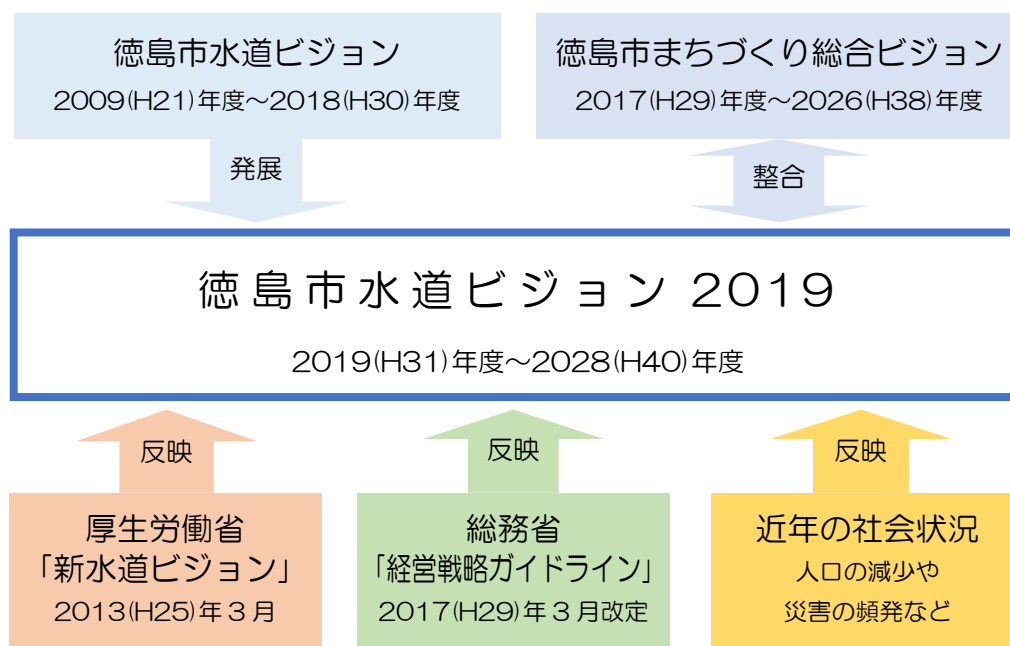 徳島市水道ビジョン
2009(H21)年度~2018(H30)年度
徳島市まちづくり総合ビジョン
2017(H29)年度~2026(H38)年度
発展
整合
徳島市水道ビジョン 2019
2019(H31)年度~2028(H40)年度
反映
反映
反映
厚生労働省
「新水道ビジョン」
2013(H25)年3月
総務省
「経営戦略ガイドライン」
2017(H29)年3月改定
近年の社会状況
人口の減少や
災害の頻発など